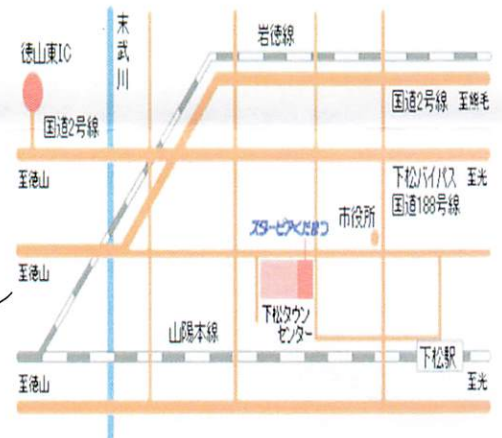 岩徳線
末武川
徳山東IC
国道2号線
国道2号線
至熊毛
至徳山
下松バイパス
国道188号線
至光
市役所
スターピアくだまつ
至徳山
下松タウン
センター
山陽本線
下松駅
至徳山
至光